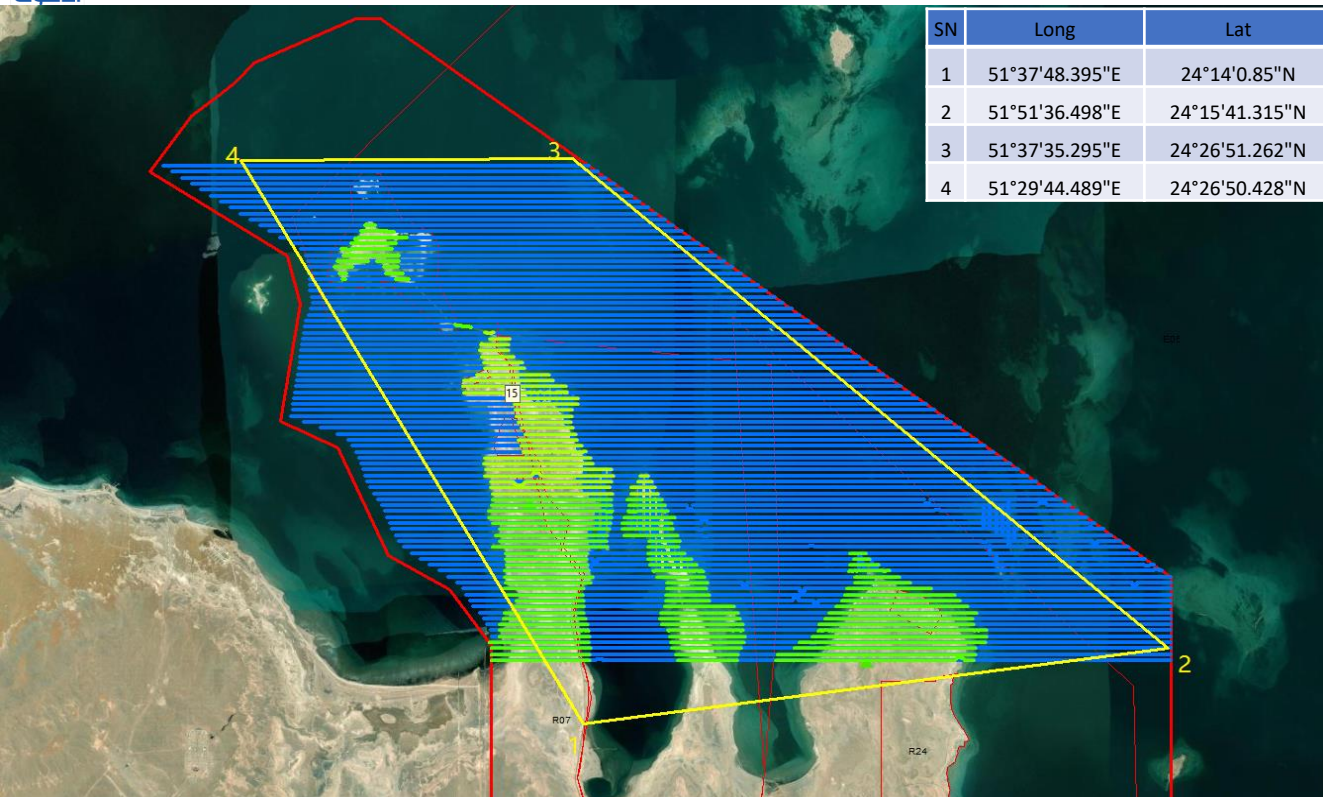 SN Long Lat
1 51°37'48.395"E 24°14'0.85"N
2 51°51'36.498"E 24°15'41.315"N
3 51°37'35.295"E 24°26'51.262"N
4 51°29'44.489"E 24°26'50.428"N
4
3
15
2
R07
1
R24